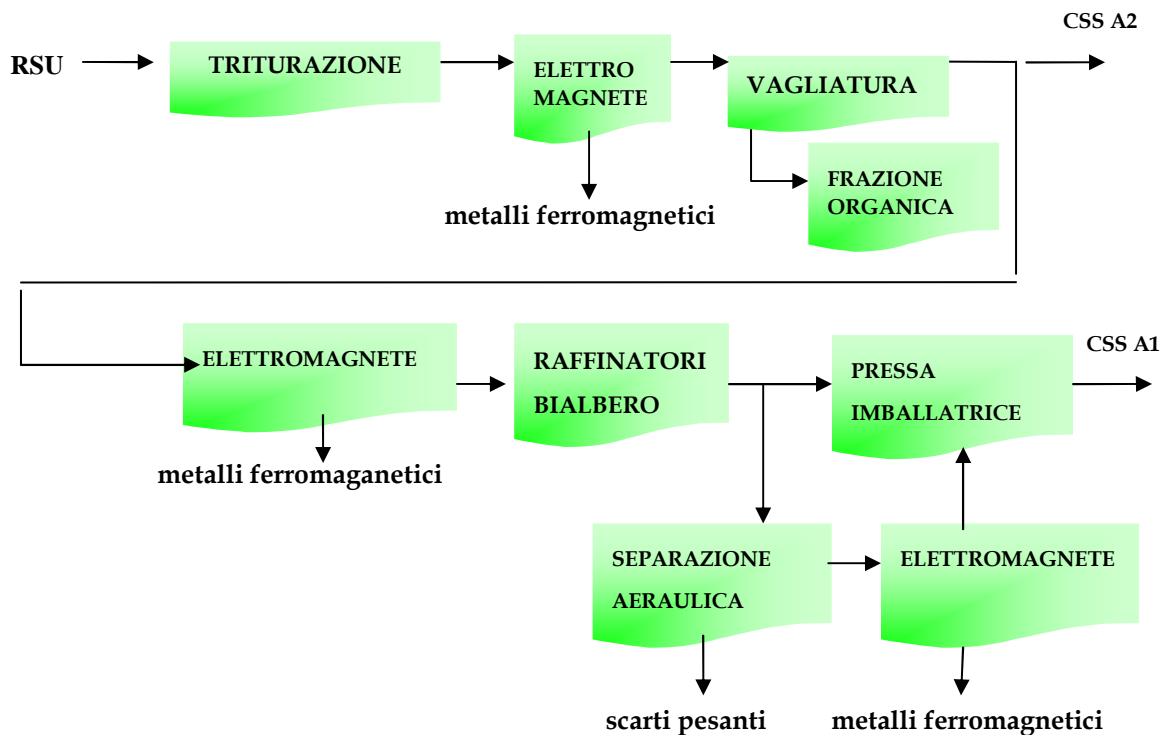 CSS A2
RSU
TRITURAZIONE
ELETTRO
MAGNETE
VAGLIATURA
FRAZIONE
ORGANICA
metalli ferromagnetici
ELETTROMAGNETE
RAFFINATORI
BIALBERO
PRESSA
IMBALLATRICE
CSS A1
metalli ferromaganetici
SEPARAZIONE
AERAULICA
ELETTROMAGNETE
scarti pesanti
metalli ferromagnetici